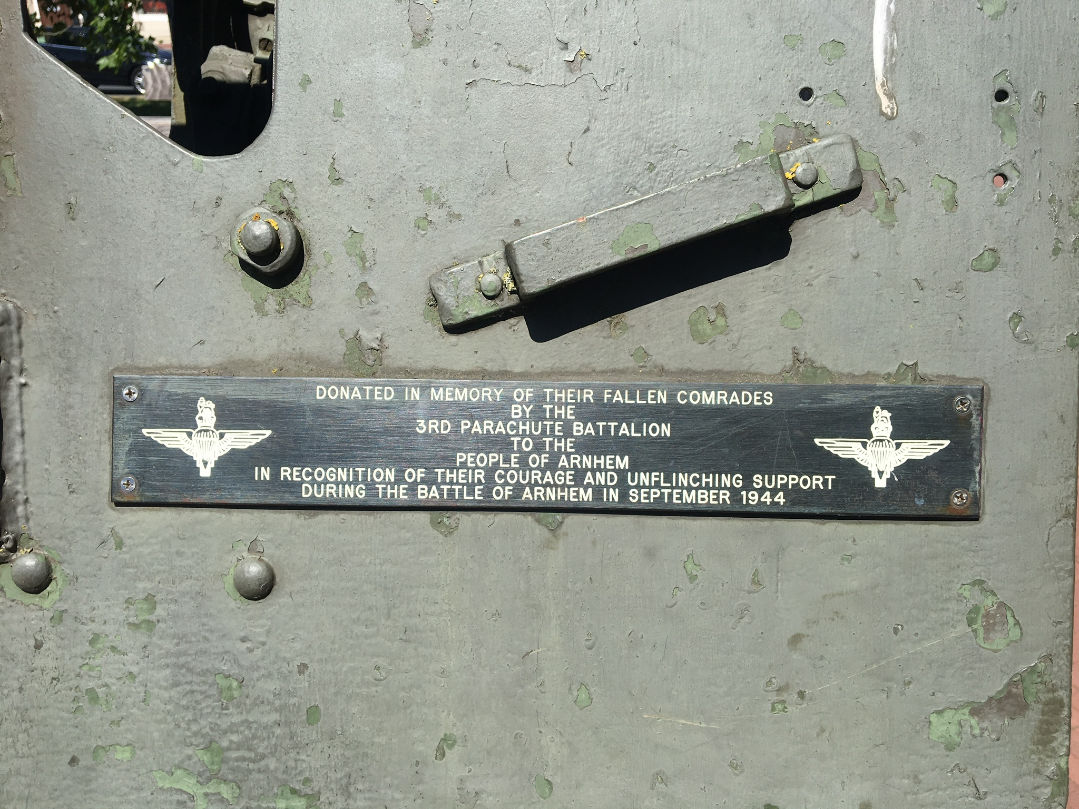 DONATED IN MEMORY OF THEIR FALLEN COMRADES
BY THE
3RD PARACHUTE BATTALION
TO THE
PEOPLE OF ARNHEM
IN RECOGNITION OF THEIR COURAGE AND UNFLINCHING SUPPORT
DURING THE BATTLE OF ARNHEM IN SEPTEMBER 1944